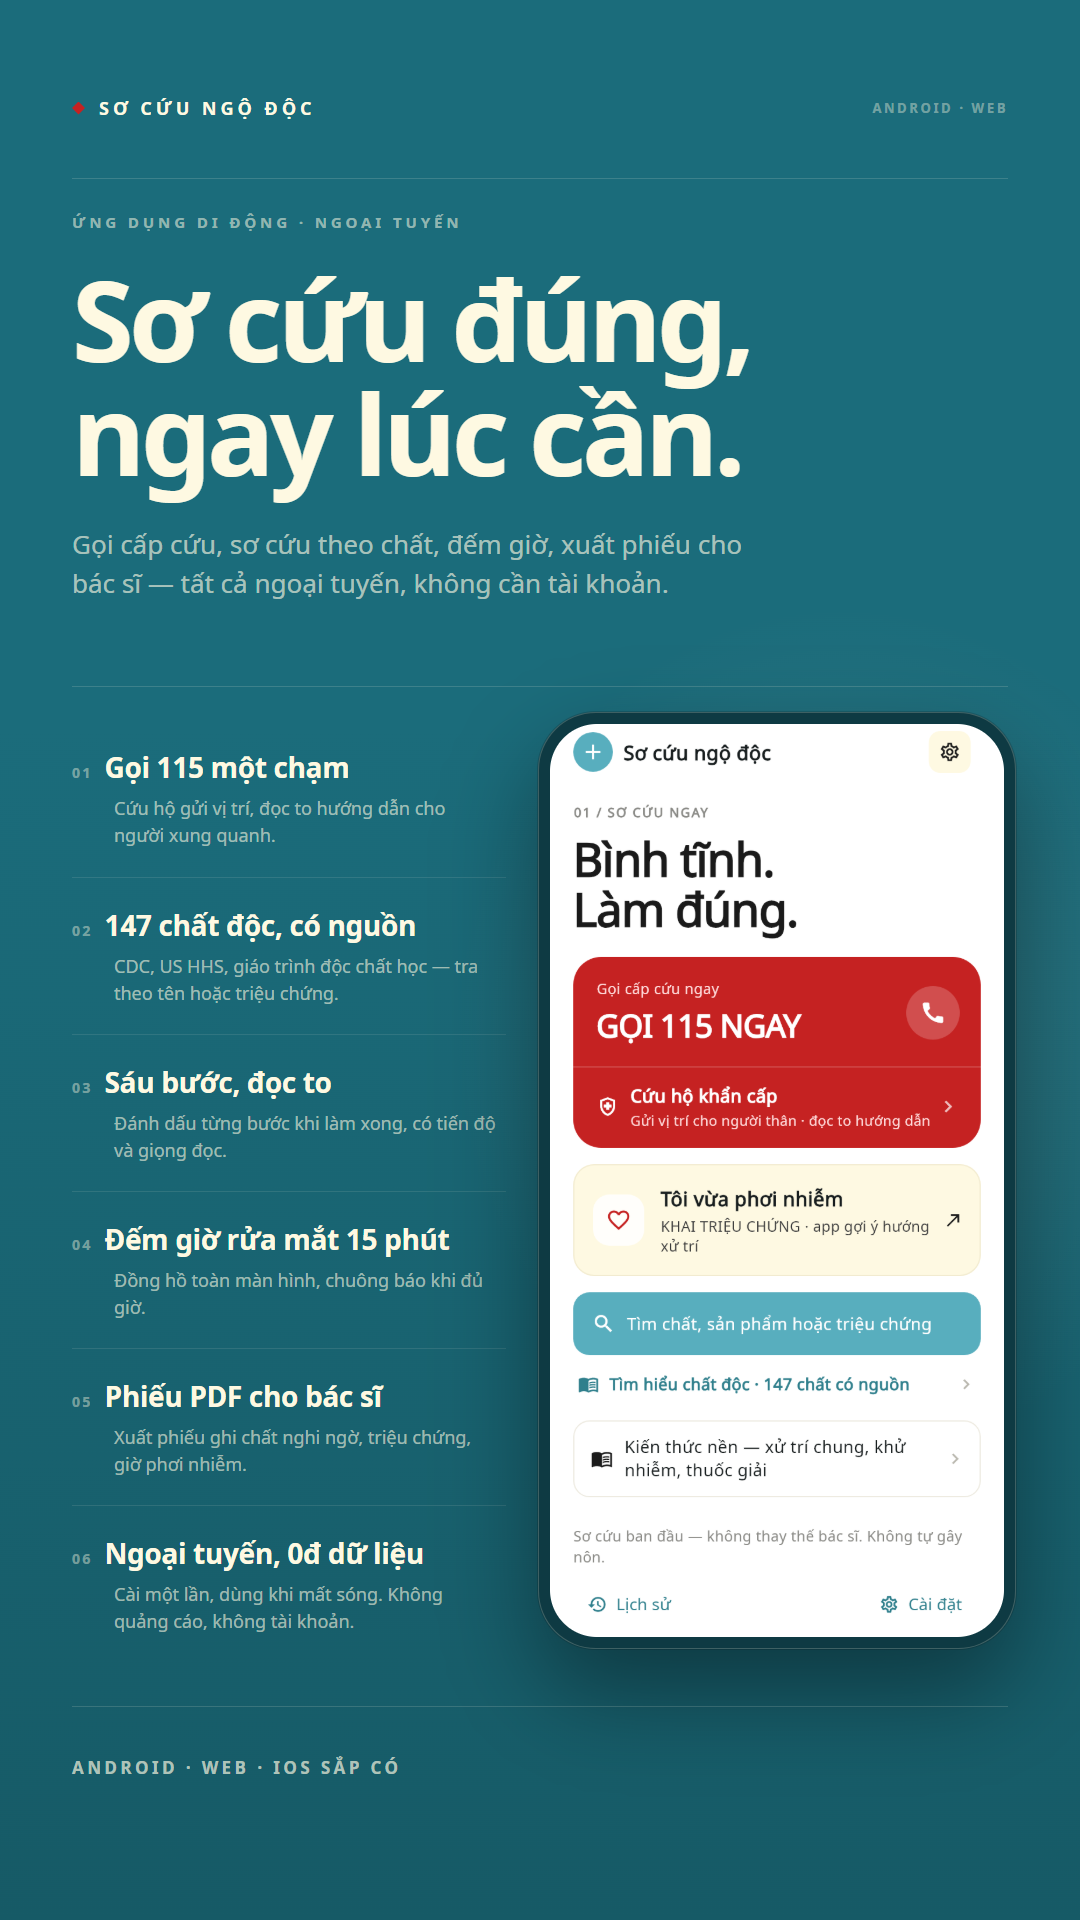 SƠ CỨU NGỘ ĐỘC
ANDROID · WEB
ỨNG DỤNG DI ĐỘNG · NGOẠI TUYẾN
Sơ cứu đúng,
ngay lúc cần.
Gọi cấp cứu, sơ cứu theo chất, đếm giờ, xuất phiếu cho
bác sĩ — tất cả ngoại tuyến, không cần tài khoản.
01 Gọi 115 một chạm
Cứu hộ gửi vị trí, đọc to hướng dẫn cho
người xung quanh.
02 147 chất độc, có nguồn
CDC, US HHS, giáo trình độc chất học — tra
theo tên hoặc triệu chứng.
03 Sáu bước, đọc to
Đánh dấu từng bước khi làm xong, có tiến độ
và giọng đọc.
04 Đếm giờ rửa mắt 15 phút
Đồng hồ toàn màn hình, chuông báo khi đủ
giờ.
05 Phiếu PDF cho bác sĩ
Xuất phiếu ghi chất nghi ngờ, triệu chứng,
giờ phơi nhiễm.
06 Ngoại tuyến, 0đ dữ liệu
Cài một lần, dùng khi mất sóng. Không
quảng cáo, không tài khoản.
Sơ cứu ngộ độc
01 / SƠ CỨU NGAY
Bình tĩnh.
Làm đúng.
Gọi cấp cứu ngay
GỌI 115 NGAY
Cứu hộ khẩn cấp
Gửi vị trí cho người thân · đọc to hướng dẫn
Tôi vừa phơi nhiễm
KHAI TRIỆU CHỨNG · app gợi ý hướng
xử trí
Tìm chất, sản phẩm hoặc triệu chứng
Tìm hiểu chất độc · 147 chất có nguồn
Kiến thức nền — xử trí chung, khử
nhiễm, thuốc giải
Sơ cứu ban đầu — không thay thế bác sĩ. Không tự gây
nôn.
Lịch sử
Cài đặt
ANDROID · WEB · IOS SẮP CÓ